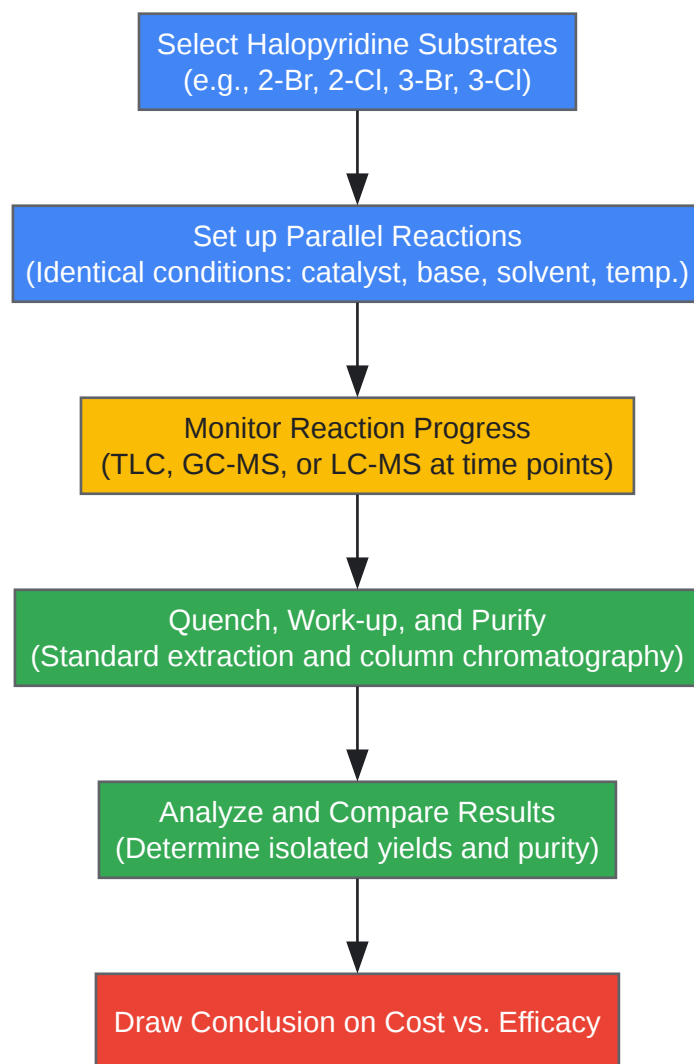 Select Halopyridine Substrates
(e.g., 2-Br, 2-Cl, 3-Br, 3-Cl)
Set up Parallel Reactions
(Identical conditions: catalyst, base, solvent, temp.)
Monitor Reaction Progress
(TLC, GC-MS, or LC-MS at time points)
Quench, Work-up, and Purify
(Standard extraction and column chromatography)
Analyze and Compare Results
(Determine isolated yields and purity)
Draw Conclusion on Cost vs. Efficacy